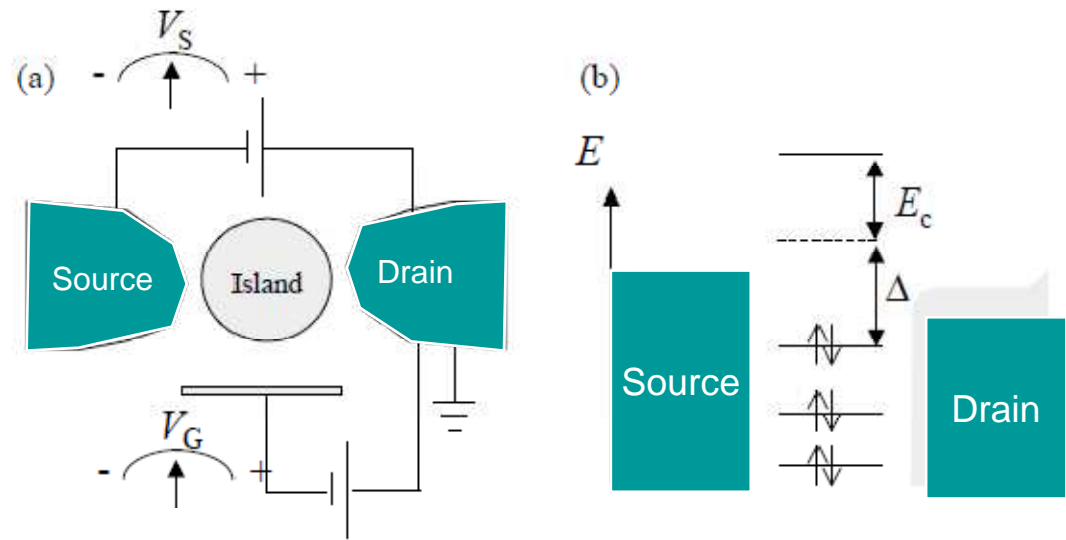 V_S
(a) - +
Source
Island
Drain
V_G
- +
(b)
E
E_c
Δ
Source
Drain